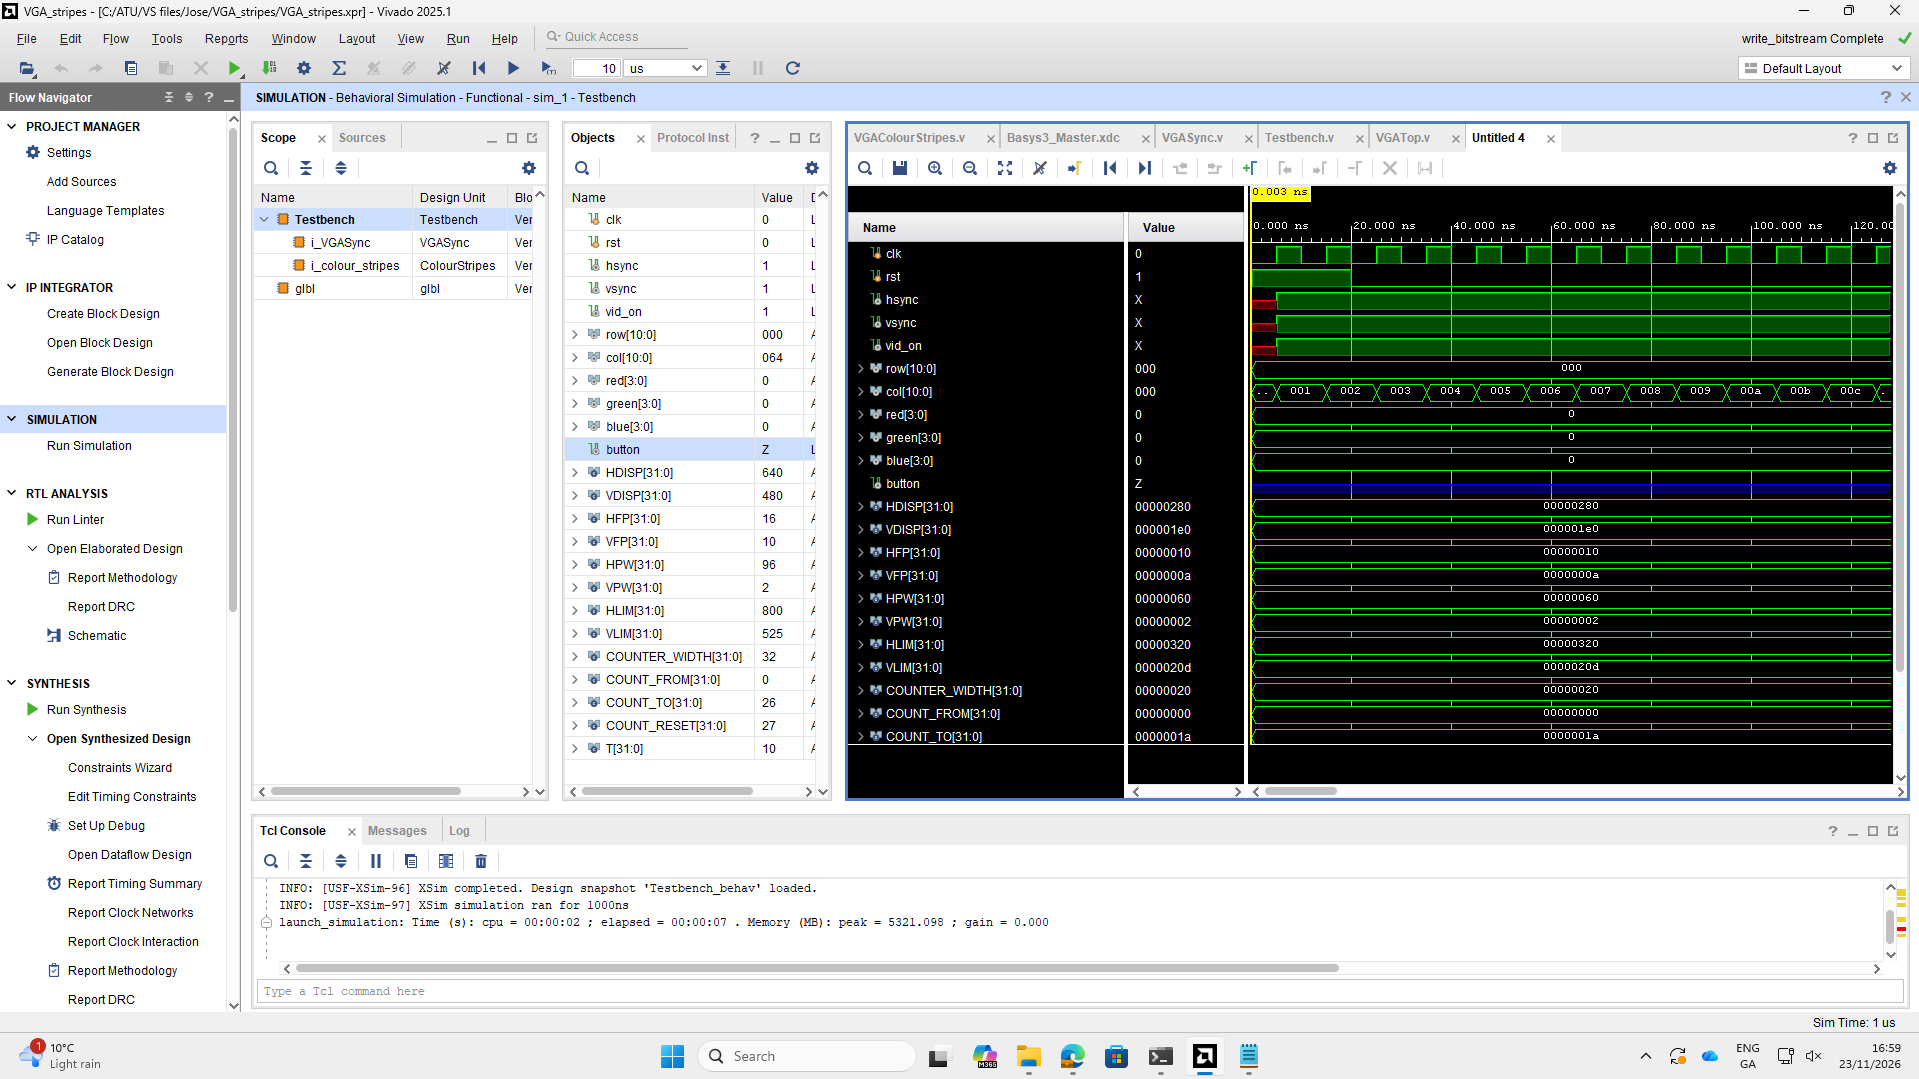 VGA_stripes - [C:/ATU/VS files/Jose/VGA_stripes/VGA_stripes.xpr] - Vivado 2025.1
File Edit Flow Tools Reports Window Layout View Run Help
Quick Access
write_bitstream Complete
10 us
Default Layout
Flow Navigator
PROJECT MANAGER
Settings
Add Sources
Language Templates
IP Catalog
IP INTEGRATOR
Create Block Design
Open Block Design
Generate Block Design
SIMULATION
Run Simulation
RTL ANALYSIS
Run Linter
Open Elaborated Design
Report Methodology
Report DRC
Schematic
SYNTHESIS
Run Synthesis
Open Synthesized Design
Constraints Wizard
Edit Timing Constraints
Set Up Debug
Open Dataflow Design
Report Timing Summary
Report Clock Networks
Report Clock Interaction
Report Methodology
Report DRC
SIMULATION - Behavioral Simulation - Functional - sim_1 - Testbench
Scope Sources
Name Design Unit Blo
Testbench Testbench Ver
i_VGASync VGASync Ver
i_colour_stripes ColourStripes Ver
glbl glbl Ver
Objects Protocol Inst
Name Value
clk 0
rst 0
hsync 1
vsync 1
vid_on 1
row[10:0] 000
col[10:0] 064
red[3:0] 0
green[3:0] 0
blue[3:0] 0
button Z
HDISP[31:0] 640
VDISP[31:0] 480
HFP[31:0] 16
VFP[31:0] 10
HPW[31:0] 96
VPW[31:0] 2
HLIM[31:0] 800
VLIM[31:0] 525
COUNTER_WIDTH[31:0] 32
COUNT_FROM[31:0] 0
COUNT_TO[31:0] 26
COUNT_RESET[31:0] 27
T[31:0] 10
VGAColourStripes.v Basys3_Master.xdc VGASync.v Testbench.v VGATop.v Untitled 4
0.003 ns
0.000 ns 20.000 ns 40.000 ns 60.000 ns 80.000 ns 100.000 ns 120.0
Name Value
clk 0
rst 1
hsync X
vsync X
vid_on X
row[10:0] 000 000
col[10:0] 000 .. 001 002 003 004 005 006 007 008 009 00a 00b 00c .
red[3:0] 0 0
green[3:0] 0 0
blue[3:0] 0 0
button Z
HDISP[31:0] 00000280 00000280
VDISP[31:0] 000001e0 000001e0
HFP[31:0] 00000010 00000010
VFP[31:0] 0000000a 0000000a
HPW[31:0] 00000060 00000060
VPW[31:0] 00000002 00000002
HLIM[31:0] 00000320 00000320
VLIM[31:0] 0000020d 0000020d
COUNTER_WIDTH[31:0] 00000020 00000020
COUNT_FROM[31:0] 00000000 00000000
COUNT_TO[31:0] 0000001a 0000001a
Tcl Console Messages Log
INFO: [USF-XSim-96] XSim completed. Design snapshot 'Testbench_behav' loaded.
INFO: [USF-XSim-97] XSim simulation ran for 1000ns
launch_simulation: Time (s): cpu = 00:00:02 ; elapsed = 00:00:07 . Memory (MB): peak = 5321.098 ; gain = 0.000
Type a Tcl command here
Sim Time: 1 us
1
10°C
Light rain
Search
M365
ENG
GA
16:59
23/11/2026